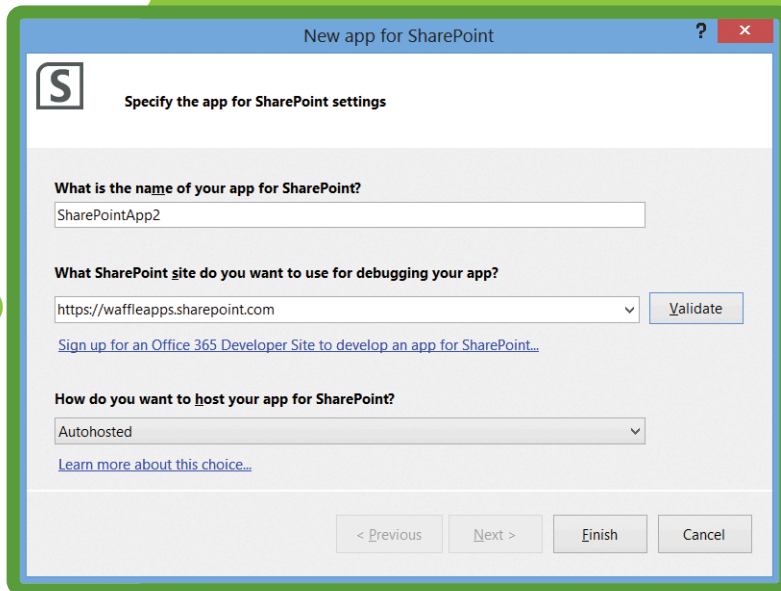 New app for SharePoint
?
S
Specify the app for SharePoint settings
What is the name of your app for SharePoint?
SharePointApp2
What SharePoint site do you want to use for debugging your app?
https://waffleapps.sharepoint.com
Validate
Sign up for an Office 365 Developer Site to develop an app for SharePoint...
How do you want to host your app for SharePoint?
Autohosted
Learn more about this choice...
< Previous Next > Finish Cancel